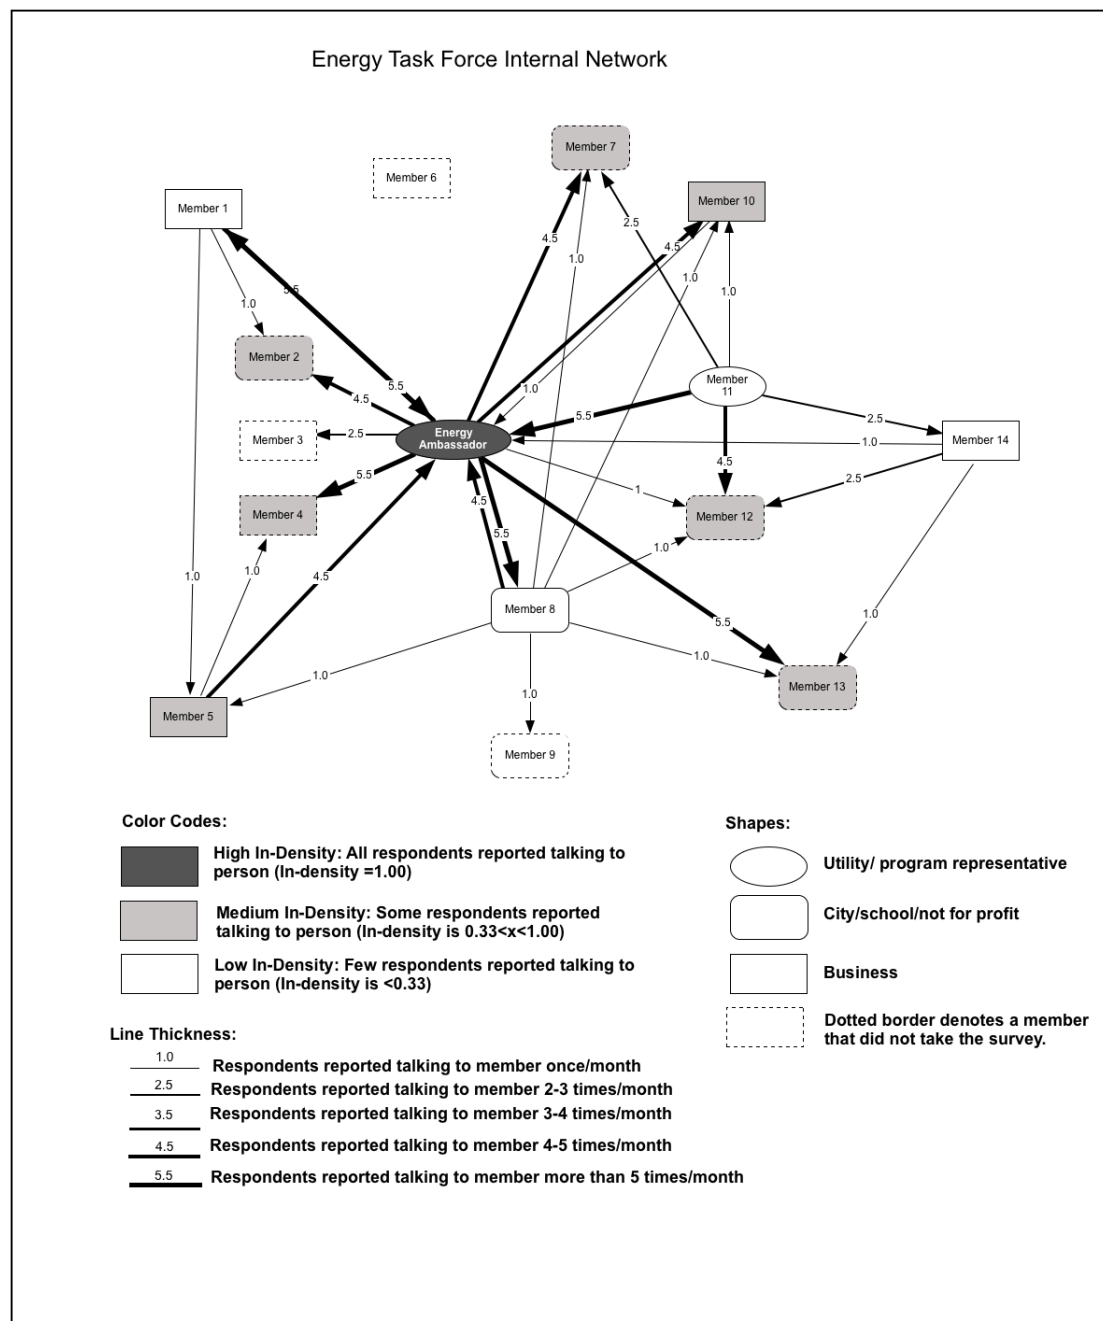 Energy Task Force Internal Network
Member 7
Member 6
Member 10
Member 1
2.5
4.5
4.5
1.0
1.0
5.5
1.0
1.0
Member 2
Member
11
5.5
1.0
4.5
2.5
5.5
Energy
Ambassador
Member 3
2.5
1.0
Member 14
4.5
5.5
2.5
1
4.5
Member 4
Member 12
5.5
1.0
1.0
4.5
1.0
Member 8
1.0
5.5
1.0
1.0
Member 13
1.0
Member 5
Member 9
Color Codes:
High In-Density: All respondents reported talking to
person (In-density =1.00)
Medium In-Density: Some respondents reported
talking to person (In-density is 0.33<x<1.00)
Low In-Density: Few respondents reported talking to
person (In-density is <0.33)
Shapes:
Utility/ program representative
City/school/not for profit
Business
Dotted border denotes a member
that did not take the survey.
Line Thickness:
1.0
Respondents reported talking to member once/month
2.5
Respondents reported talking to member 2-3 times/month
3.5
Respondents reported talking to member 3-4 times/month
4.5
Respondents reported talking to member 4-5 times/month
5.5
Respondents reported talking to member more than 5 times/month